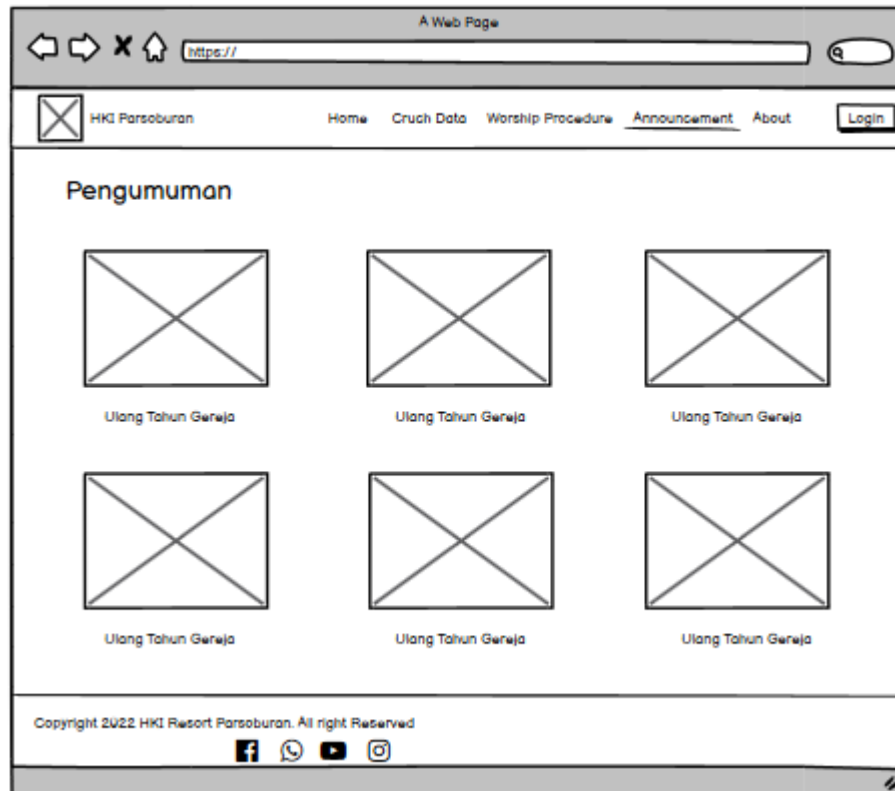 A Web Page
https://
HKI Parsoburan Home Cruch Data Worship Procedure Announcement About Login
Pengumuman
Ulang Tahun Gereja Ulang Tahun Gereja Ulang Tahun Gereja
Ulang Tahun Gereja Ulang Tahun Gereja Ulang Tahun Gereja
Copyright 2022 HKI Resort Parsoburan. All right Reserved